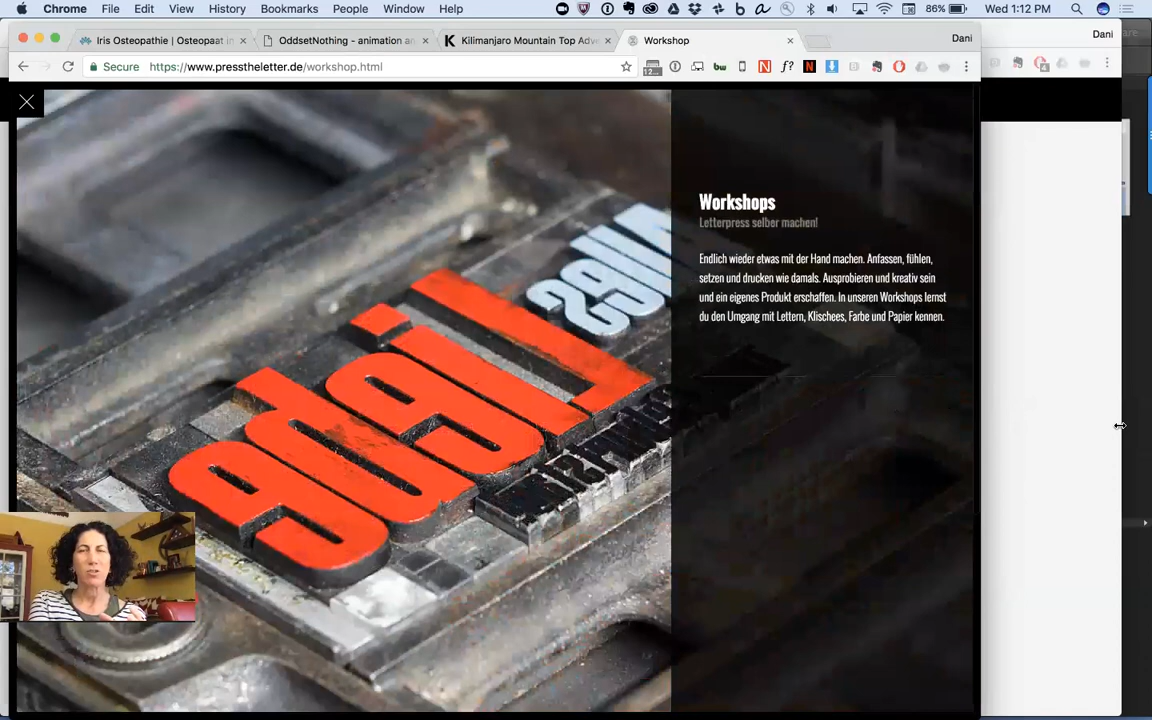 Chrome File Edit View History Bookmarks People Window Help 86% Wed 1:12 PM
Iris Osteopathie | Osteopaat in
OddsetNothing - animation an
Kilimanjaro Mountain Top Adve
Workshop
Dani
Dani
Secure https://www.presstheletter.de/workshop.html
Workshops
Letterpress selber machen!
Endlich wieder etwas mit der Hand machen. Anfassen, fühlen,
setzen und drucken wie damals. Ausprobieren und kreativ sein
und ein eigenes Produkt erschaffen. In unseren Workshops lernst
du den Umgang mit Lettern, Klischees, Farbe und Papier kennen.